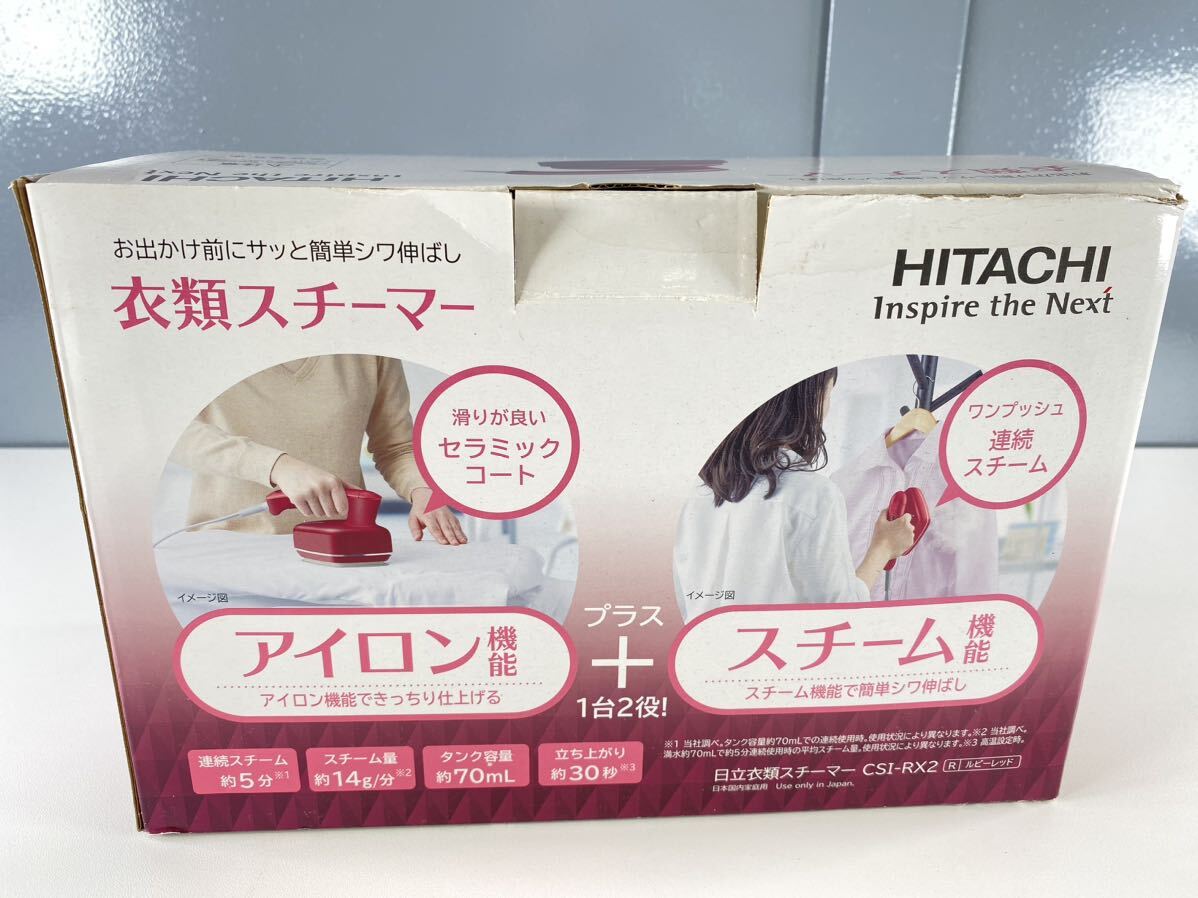 HITACHI
お出かけ前にサッと簡単シワ伸ばし
衣類スチーマー
HITACHI
Inspire the Next
滑りが良い
セラミック
コート
ワンプッシュ
連続
スチーム
イメージ図
イメージ図
アイロン機能
アイロン機能できっちり仕上げる
プラス
+
1台2役!
スチーム機能
スチーム機能で簡単シワ伸ばし
連続スチーム
約5分※1
スチーム量
約14g/分※2
タンク容量
約70mL
立ち上がり
約30秒※3
※1 当社調べ。タンク容量約70mLでの連続使用時。使用状況により異なります。※2 当社調べ。
満水約70mLで約5分連続使用時の平均スチーム量。使用状況により異なります。※3 高温設定時。
日立衣類スチーマー CSI-RX2 R ルビーレッド
日本国内家庭用 Use only in Japan.